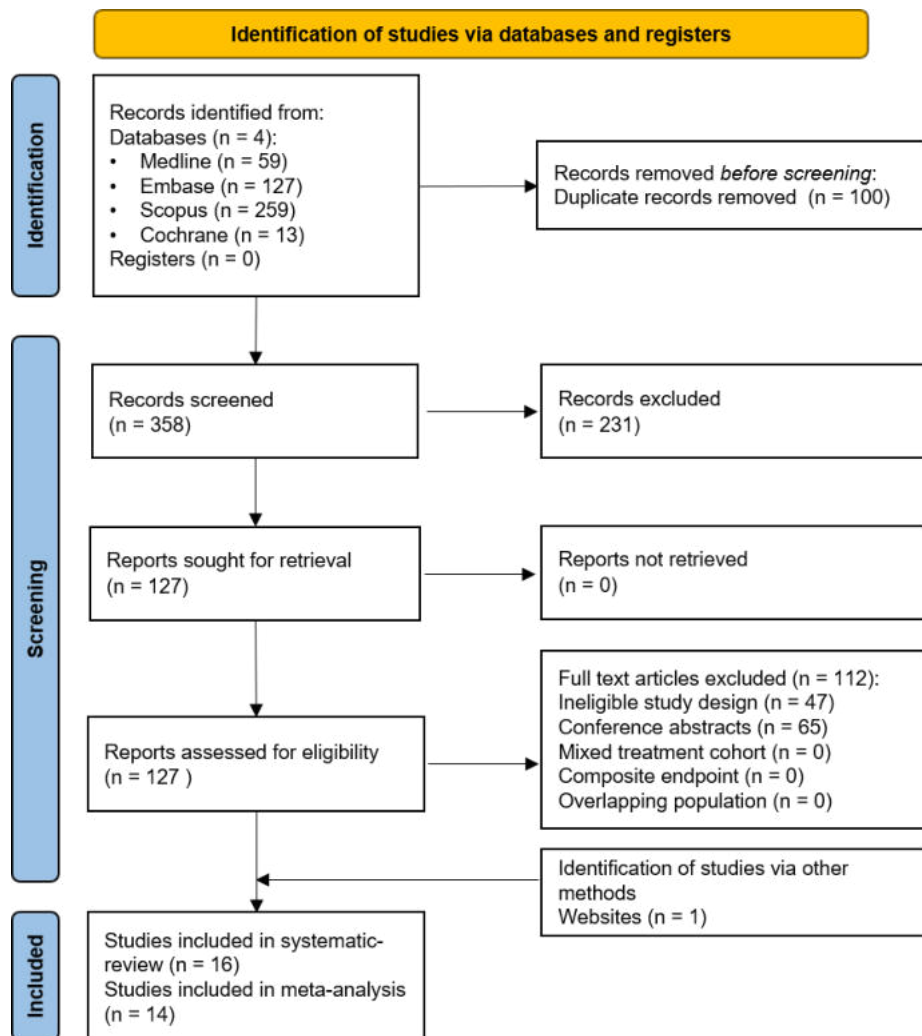 Identification of studies via databases and registers
Identification
Records identified from:
Databases (n = 4):
• Medline (n = 59)
• Embase (n = 127)
• Scopus (n = 259)
• Cochrane (n = 13)
Registers (n = 0)
Records removed before screening:
Duplicate records removed (n = 100)
Screening
Records screened
(n = 358)
Records excluded
(n = 231)
Reports sought for retrieval
(n = 127)
Reports not retrieved
(n = 0)
Reports assessed for eligibility
(n = 127 )
Full text articles excluded (n = 112):
Ineligible study design (n = 47)
Conference abstracts (n = 65)
Mixed treatment cohort (n = 0)
Composite endpoint (n = 0)
Overlapping population (n = 0)
Identification of studies via other
methods
Websites (n = 1)
Included
Studies included in systematic-
review (n = 16)
Studies included in meta-analysis
(n = 14)